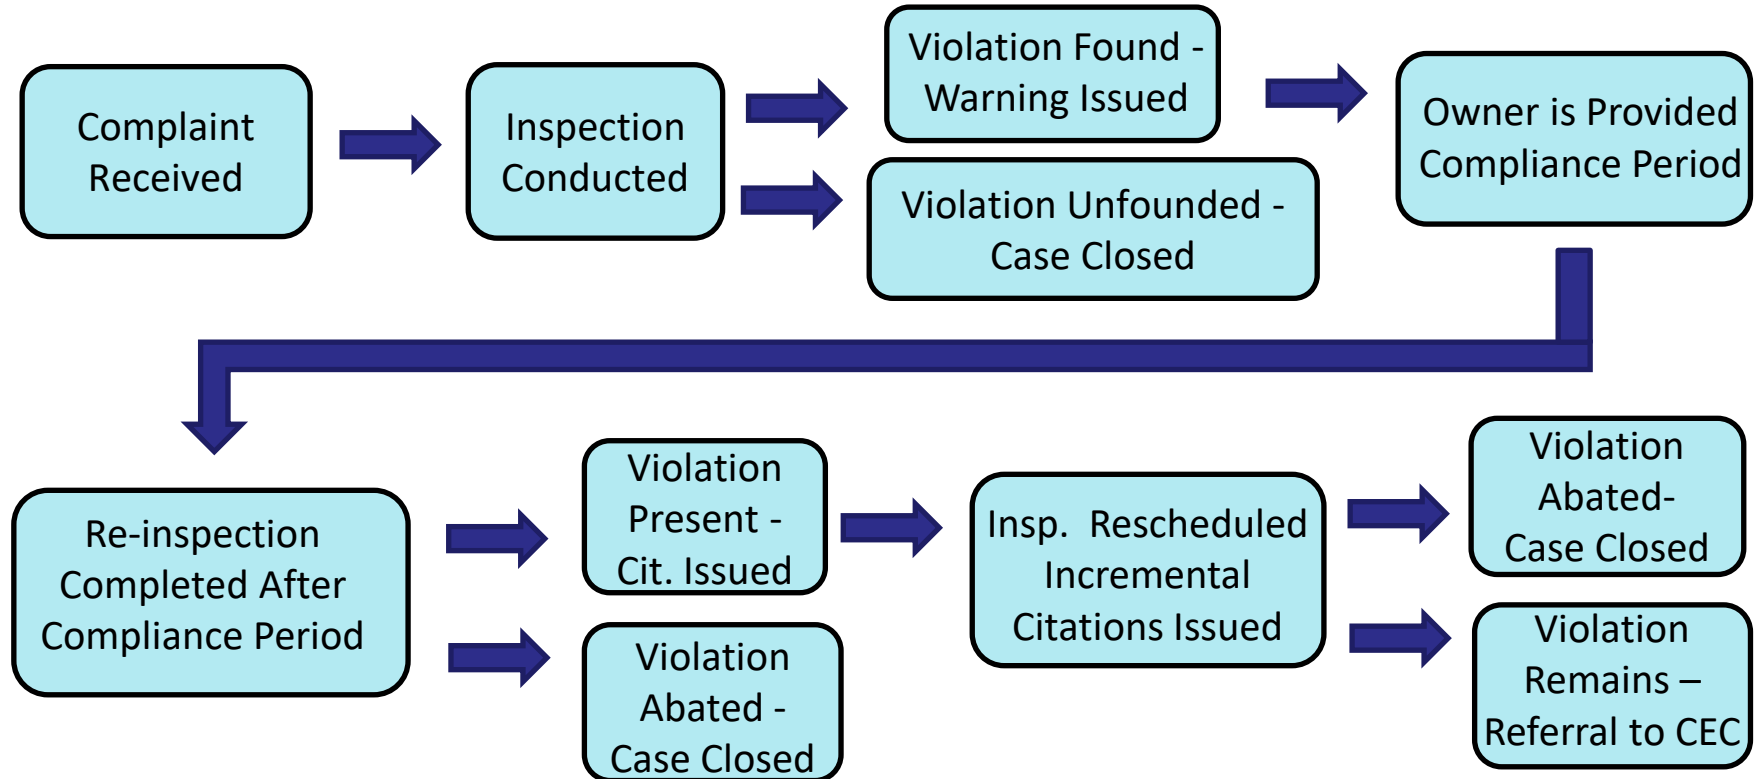 Complaint
Received
Inspection
Conducted
Violation Found -
Warning Issued
Violation Unfounded -
Case Closed
Owner is Provided
Compliance Period
Re-inspection
Completed After
Compliance Period
Violation
Present -
Cit. Issued
Violation
Abated -
Case Closed
Insp.  Rescheduled
Incremental
Citations Issued
Violation
Abated-
Case Closed
Violation
Remains –
Referral to CEC